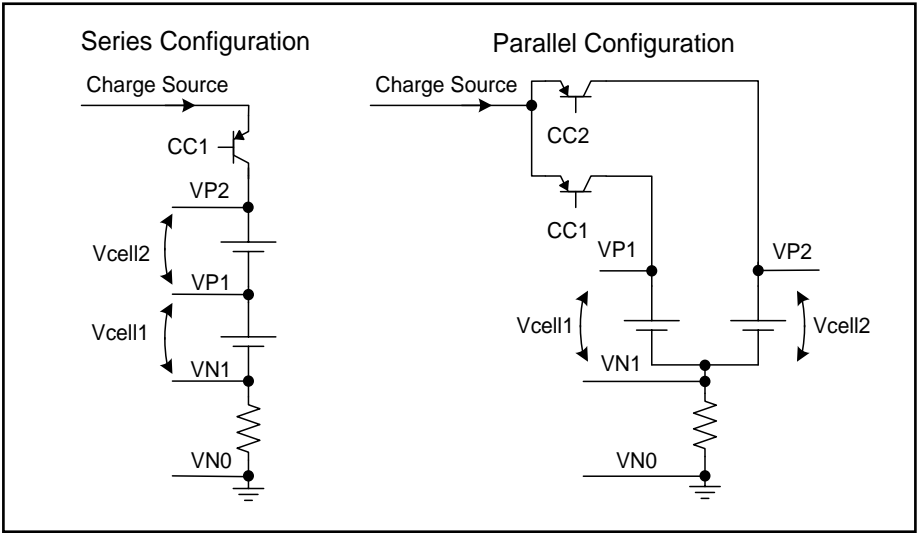 Series Configuration
Charge Source
CC1
VP2
Vcell2
VP1
Vcell1
VN1
VN0
Parallel Configuration
Charge Source
CC2
CC1
VP1
VP2
Vcell1
Vcell2
VN1
VN0